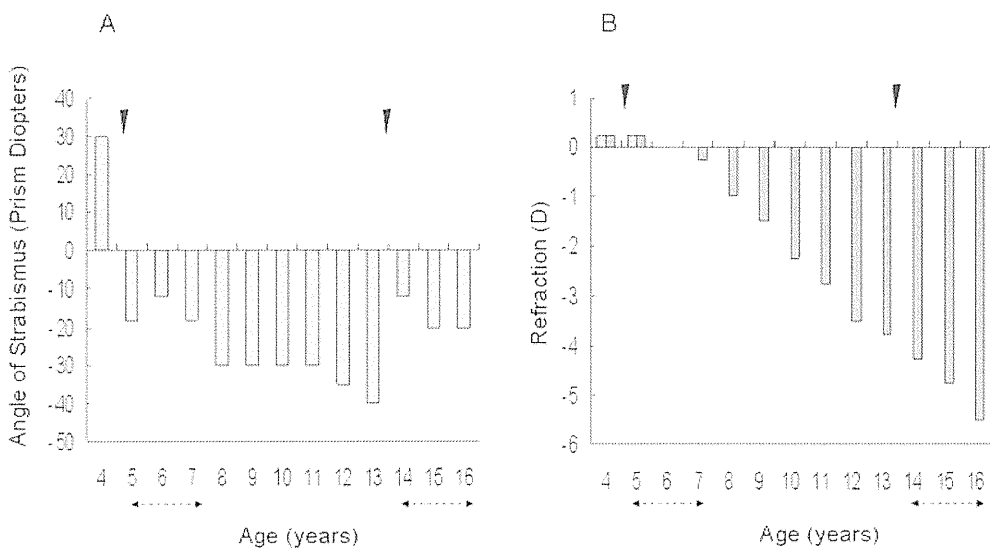 A
Angle of Strabismus (Prism Diopters)
40
30
20
10
0
-10
-20
-30
-40
-50
4 5 6 7 8 9 10 11 12 13 14 15 16
Age (years)
B
Refraction (D)
1
0
-1
-2
-3
-4
-5
-6
4 5 6 7 8 9 10 11 12 13 14 15 16
Age (years)